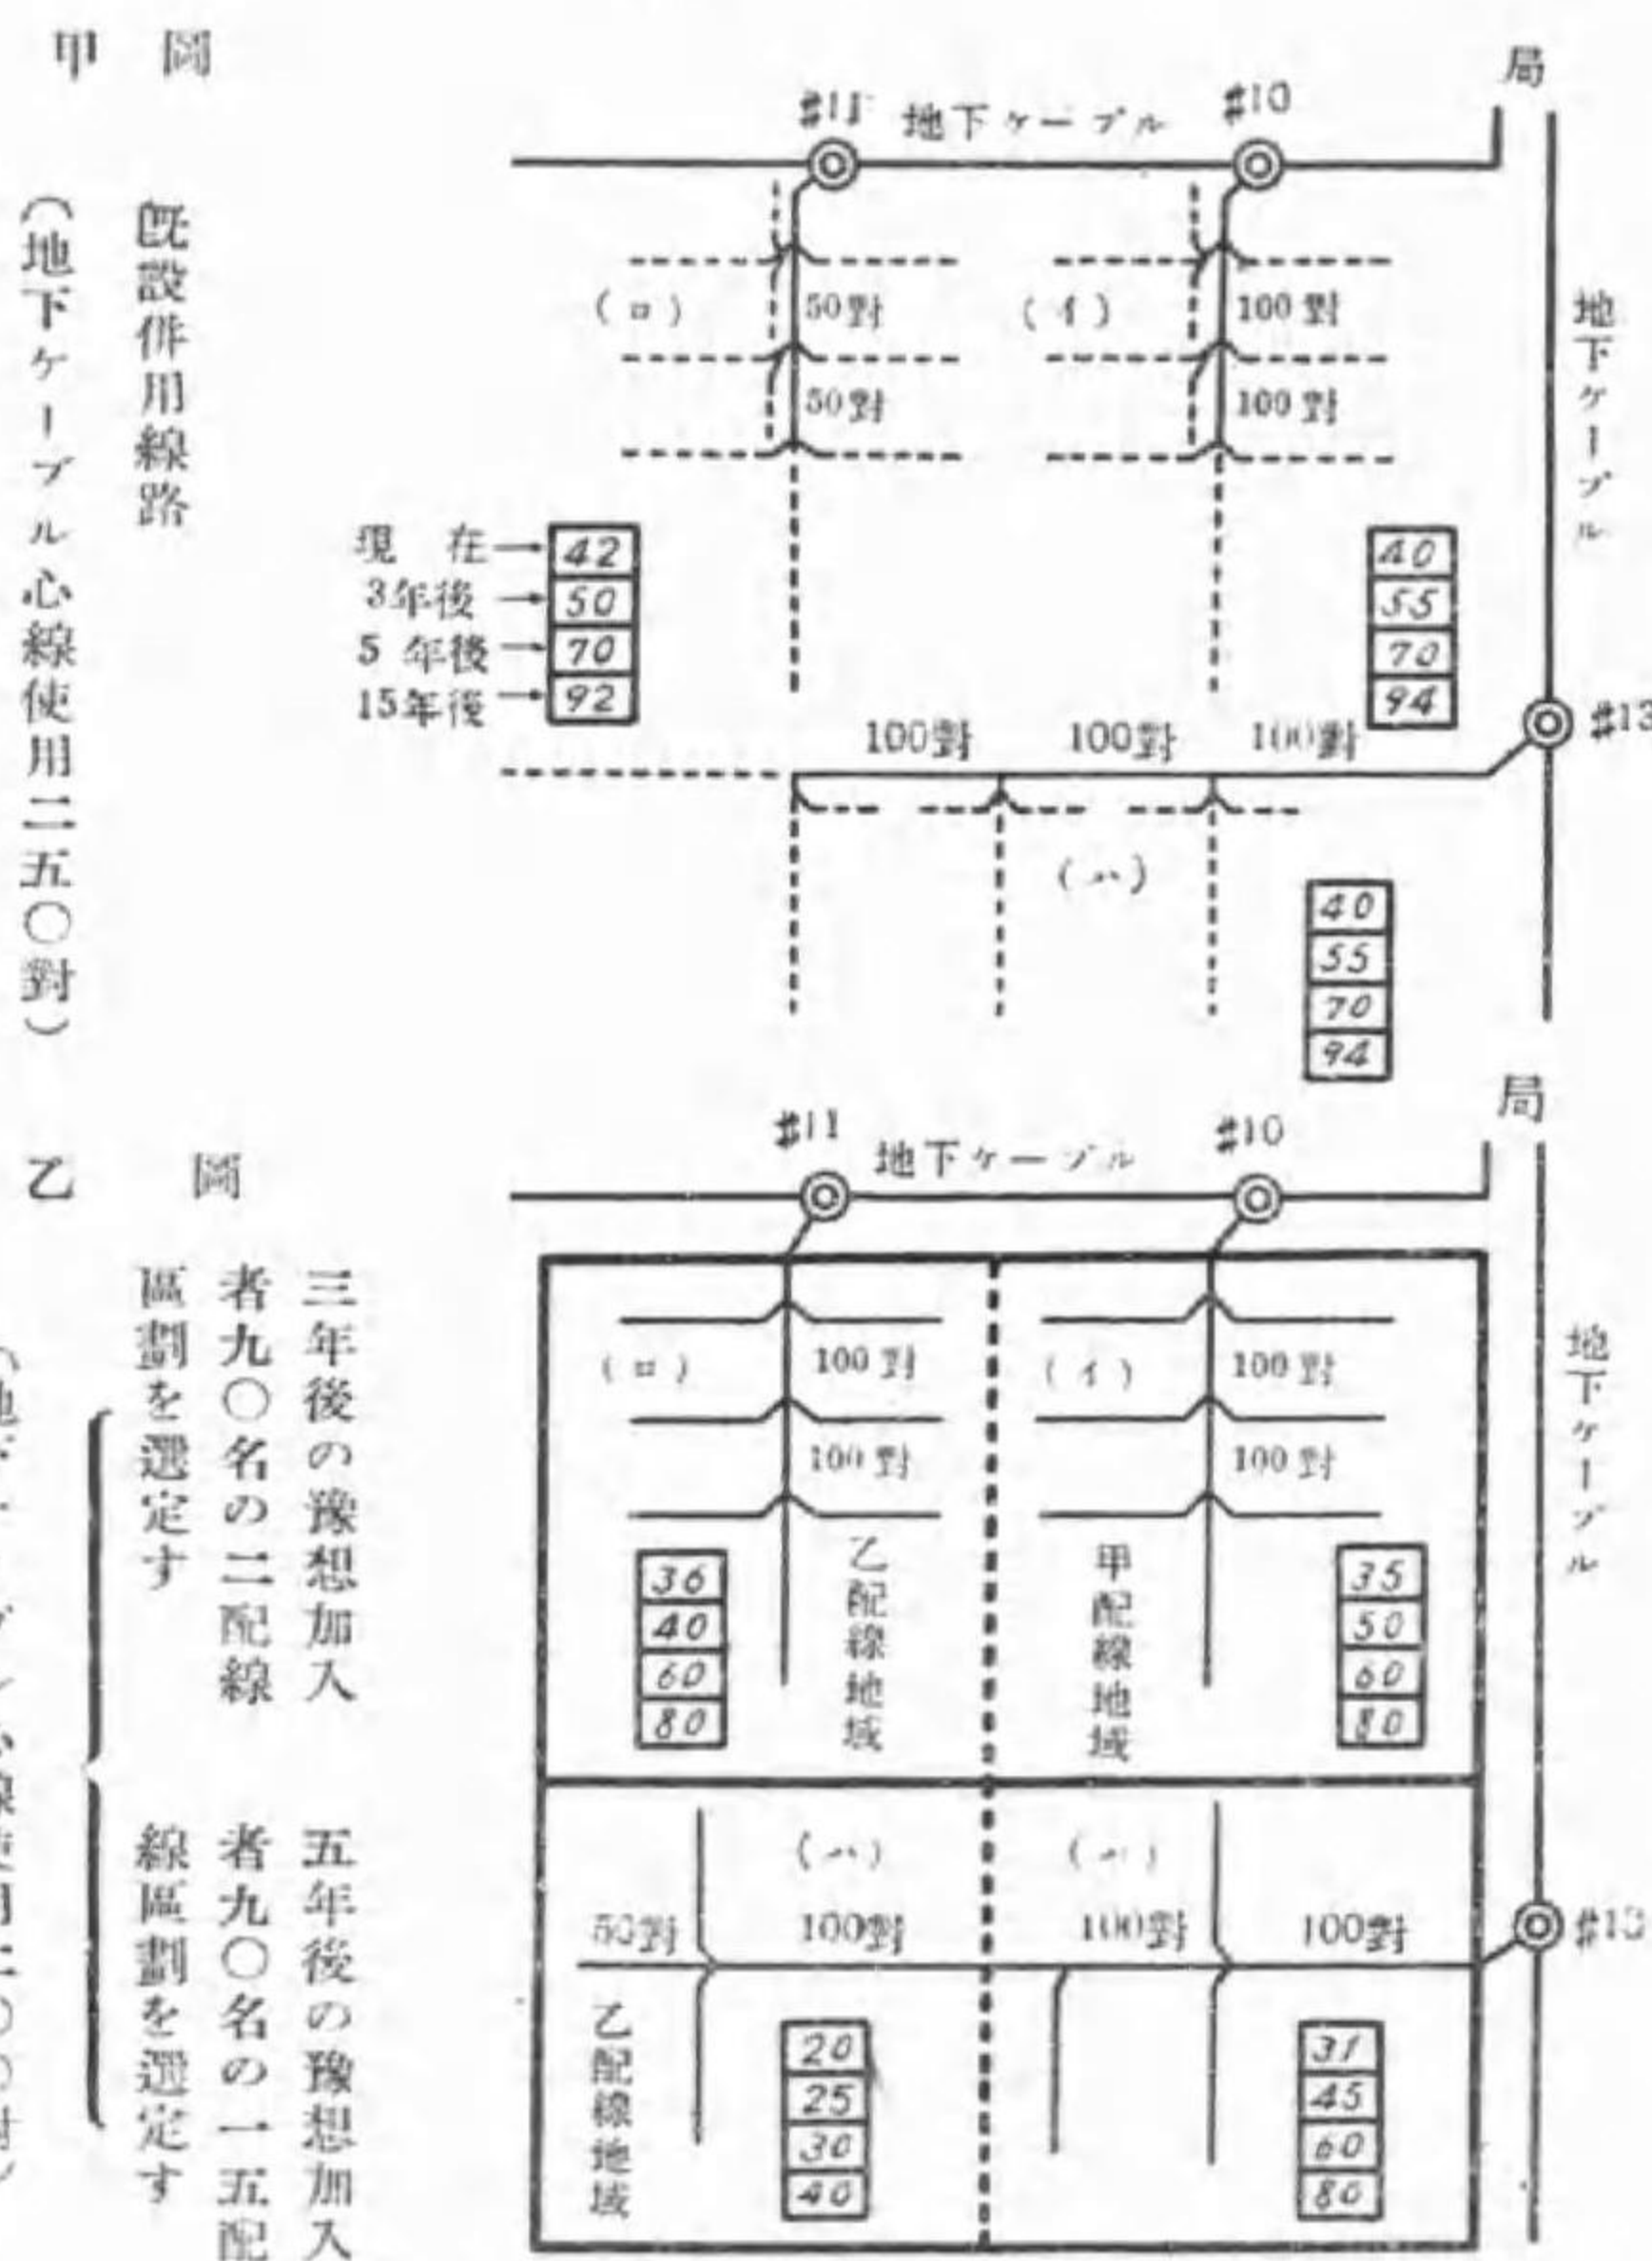 甲圖
既設併用線路
(地下ケーブル心線使用二五〇對)
局
#11
地下ケーブル
#10
(ロ)
50對
50對
(イ)
100對
100對
地下ケーブル
現在→42
3年後→50
5年後→70
15年後→92
40
55
70
94
#13
100對
100對
100對
(ハ)
40
55
70
94
乙圖
三年後の豫想加入
者九〇名の二配線
區劃を選定す
五年後の豫想加入
者九〇名の一五配
線區劃を選定す
局
#11
地下ケーブル
#10
(ロ)
100對
100對
(イ)
100對
100對
地下ケーブル
36
40
60
80
乙配線地域
甲配線地域
35
50
60
80
(ハ)
50對
100對
100對
100對
乙配線地域
20
25
30
40
31
45
60
80